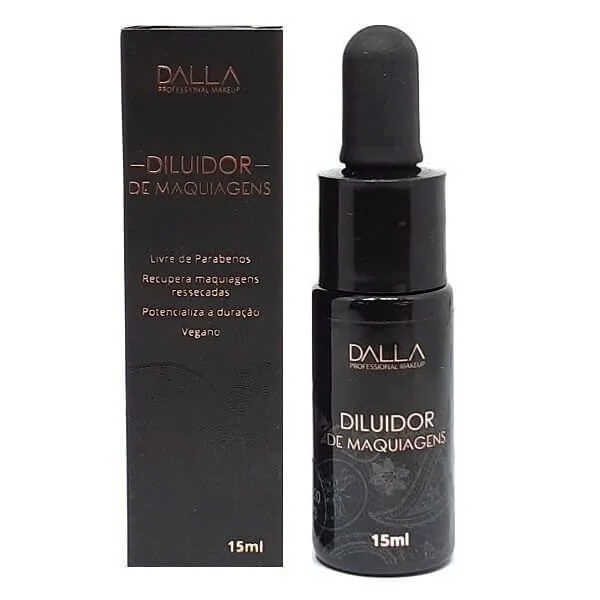 DALLA
PROFESSIONAL MAKEUP
DILUIDOR
DE MAQUIAGENS
Livre de Parabenos
Recupera maquiagens
ressecadas
Potencializa a duração
Vegano
15ml
DALLA
PROFESSIONAL MAKEUP
DILUIDOR
DE MAQUIAGENS
15ml